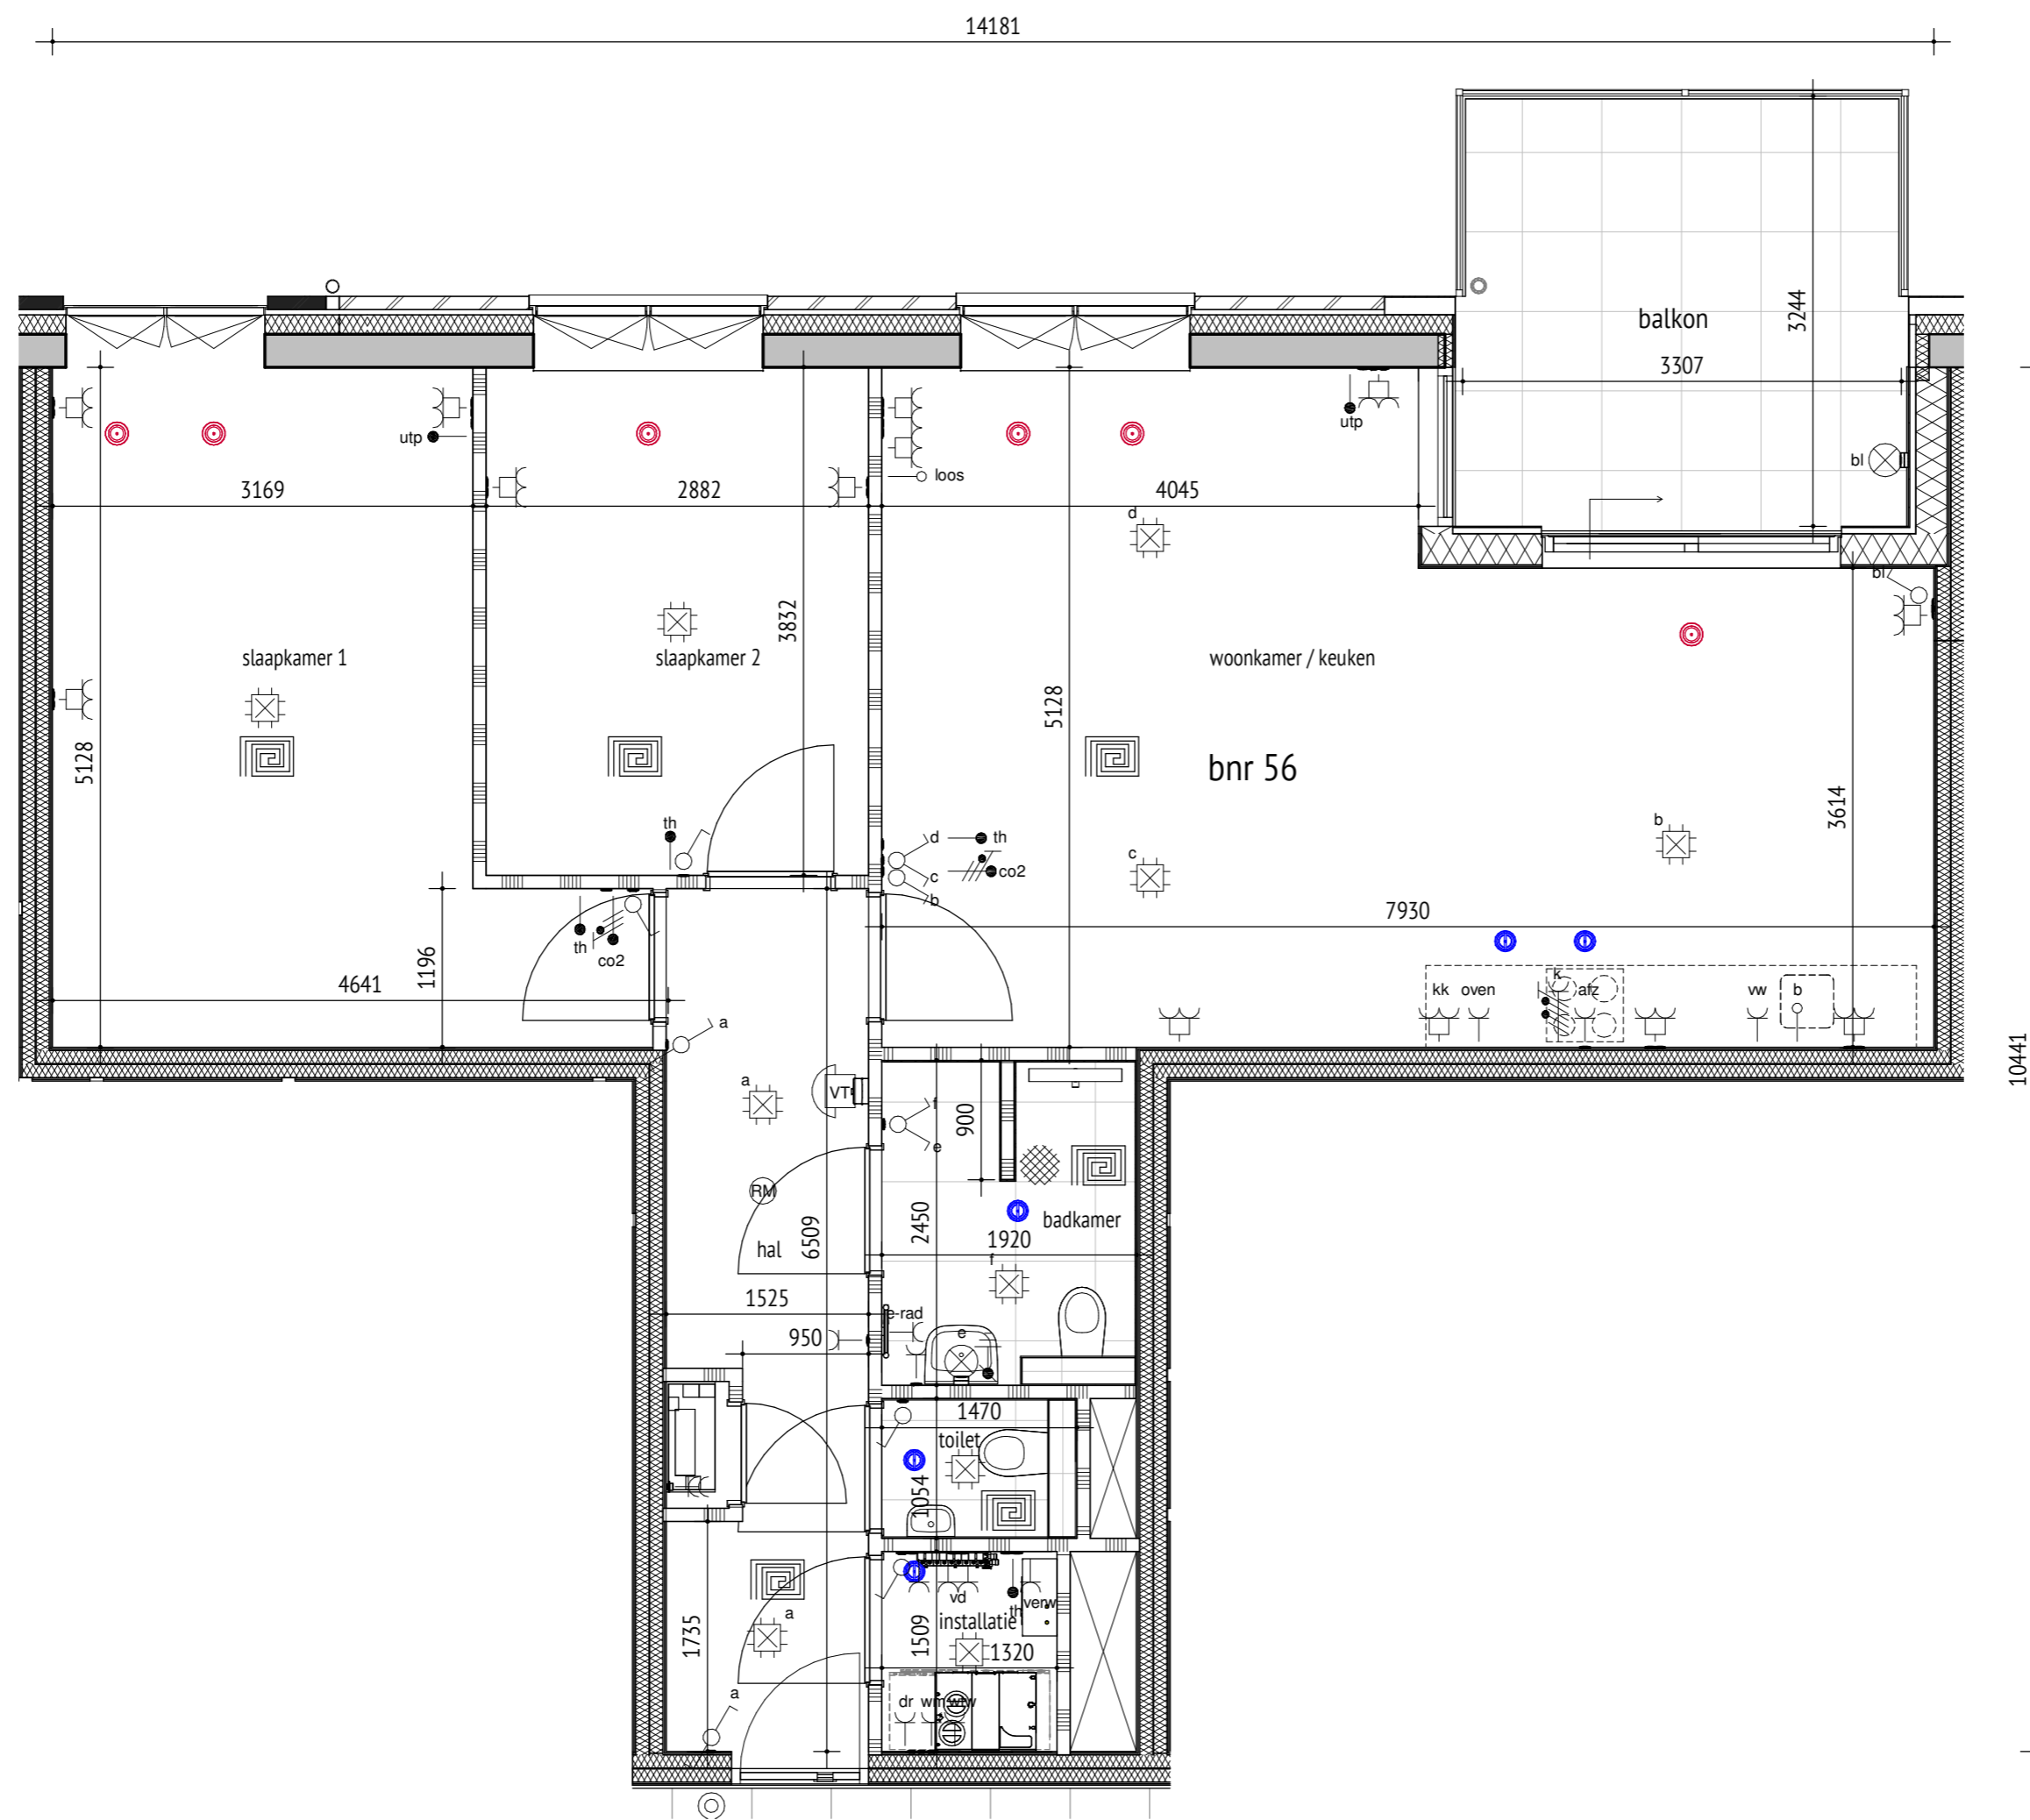 14181
balkon
3244
3307
utp
utp
bl
loos
3169
2882
4045
d
bl
3832
slaapkamer 1
slaapkamer 2
woonkamer / keuken
5128
5128
bnr 56
3614
th
d
th
b
c
c
co2
b
7930
th
co2
1196
4641
kk
oven
k
afz
vw
b
10441
a
a
VT
f
900
e
RM
2450
badkamer
hal
6509
1920
f
1525
e-rad
950
e
1470
toilet
1054
vd
verw
th
a
installatie
1735
1509
1320
a
dr
wm
wtw